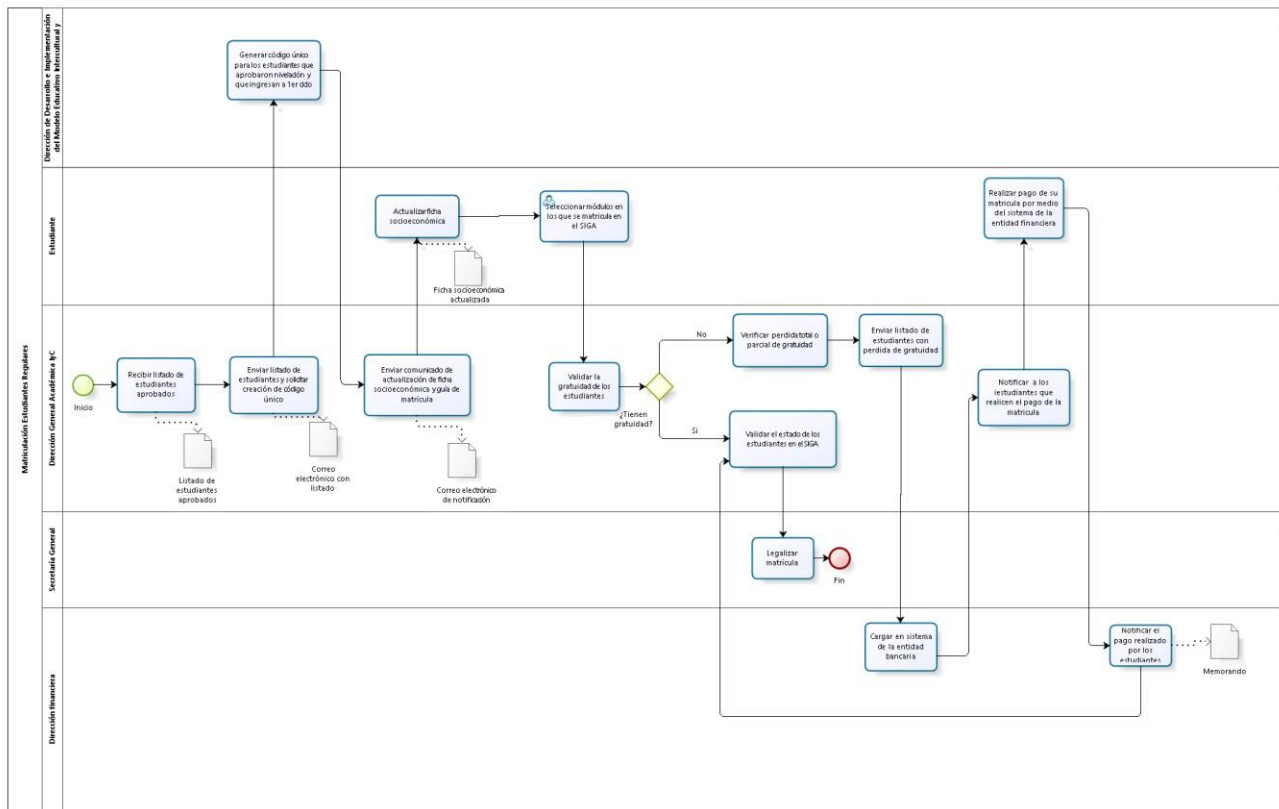 Matriculación Estudiantes Regulares
Dirección de Desarrollo e Implementación
del Modelo Educativo Intercultural y
Generar código único
para los estudiantes que
aprobaron nivelación y
que ingresan a 1er ciclo
Estudiante
Actualizar ficha
socioeconómica
Ficha socioeconómica
actualizada
Seleccionar módulos en
los que se matricula en
el SIGA
Realizar pago de su
matricula por medio
del sistema de la
entidad financiera
Dirección General Académica IyC
Inicio
Recibir listado de
estudiantes
aprobados
Listado de
estudiantes
aprobados
Enviar listado de
estudiantes y solicitar
creación de código
único
Correo
electrónico con
listado
Enviar comunicado de
actualización de ficha
socioeconómica y guía de
matrícula
Correo electrónico
de notificación
Validar la
gratuidad de los
estudiantes
¿Tienen
gratuidad?
No
Si
Verificar perdida total o
parcial de gratuidad
Enviar listado de
estudiantes con
perdida de gratuidad
Validar el estado de los
estudiantes en el SIGA
Notificar a los
iestudiantes que
realicen el pago de la
matricula
Secretaría General
Legalizar
matrícula
Fin
Dirección financiera
Cargar en sistema
de la entidad
bancaria
Notificar el
pago realizado
por los
estudiantes
Memorando